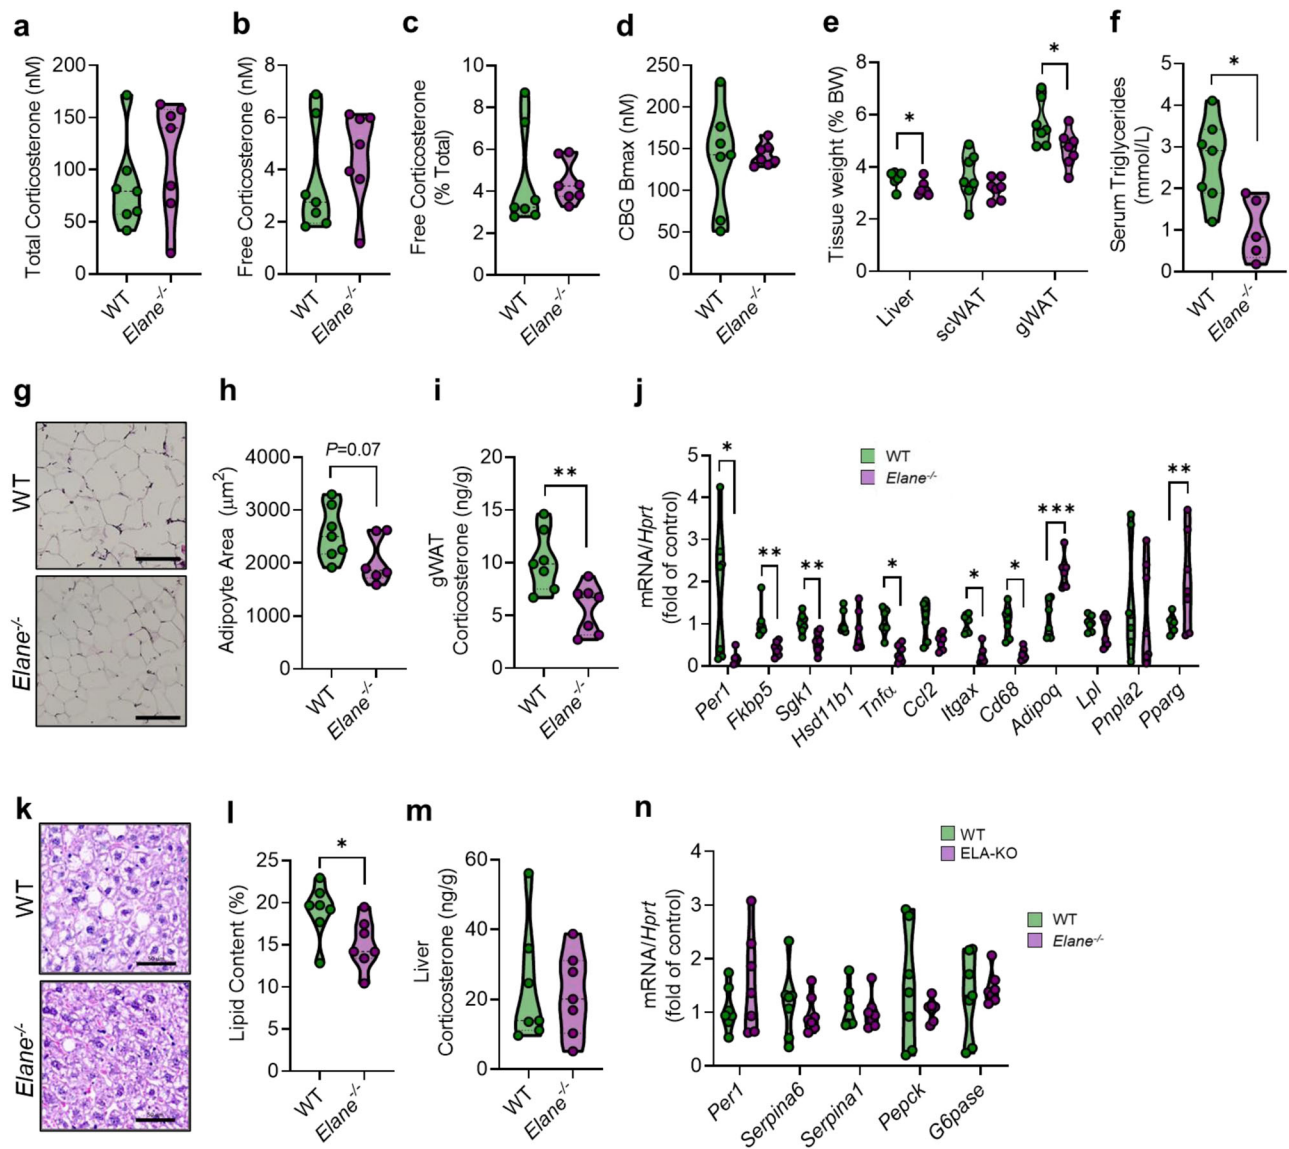 a
Total Corticosterone (nM)
200
150
100
50
0
WT
Elane-/-
b
Free Corticosterone (nM)
8
6
4
2
0
WT
Elane-/-
c
Free Corticosterone
(% Total)
10
8
6
4
2
0
WT
Elane-/-
d
CBG Bmax (nM)
250
200
150
100
50
0
WT
Elane-/-
e
Tissue weight (% BW)
8
6
4
2
0
*
*
Liver
scWAT
gWAT
f
Serum Triglycerides
(mmol/L)
5
4
3
2
1
0
*
WT
Elane-/-
g
WT
Elane-/-
h
Adipoyte Area (μm2)
4000
3000
2000
1000
0
P=0.07
WT
Elane-/-
i
gWAT
Corticosterone (ng/g)
20
15
10
5
0
**
WT
Elane-/-
j
mRNA/Hprt
(fold of control)
5
4
3
2
1
0
WT
Elane-/-
*
**
**
*
*
*
***
**
Per1
Fkbp5
Sgk1
Hsd11b1
Tnfα
Ccl2
Itgax
Cd68
Adipoq
Lpl
Pnpla2
Pparg
k
WT
Elane-/-
l
Lipid Content (%)
25
20
15
10
5
0
*
WT
Elane-/-
m
Liver
Corticosterone (ng/g)
60
40
20
0
WT
Elane-/-
n
mRNA/Hprt
(fold of control)
4
3
2
1
0
WT
ELA-KO
WT
Elane-/-
Per1
Serpina6
Serpina1
Pepck
G6pase